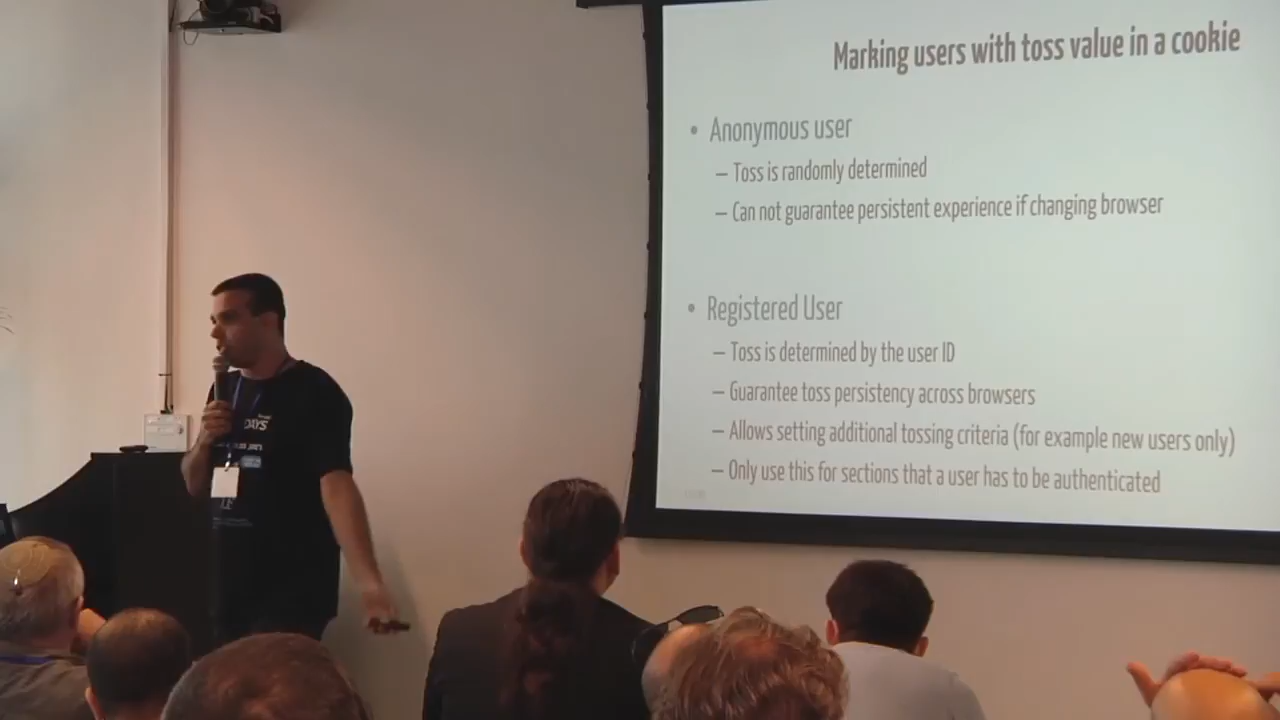 Marking users with toss value in a cookie
• Anonymous user
– Toss is randomly determined
– Can not guarantee persistent experience if changing browser
• Registered User
– Toss is determined by the user ID
– Guarantee toss persistency across browsers
– Allows setting additional tossing criteria (for example new users only)
– Only use this for sections that a user has to be authenticated
DAYS